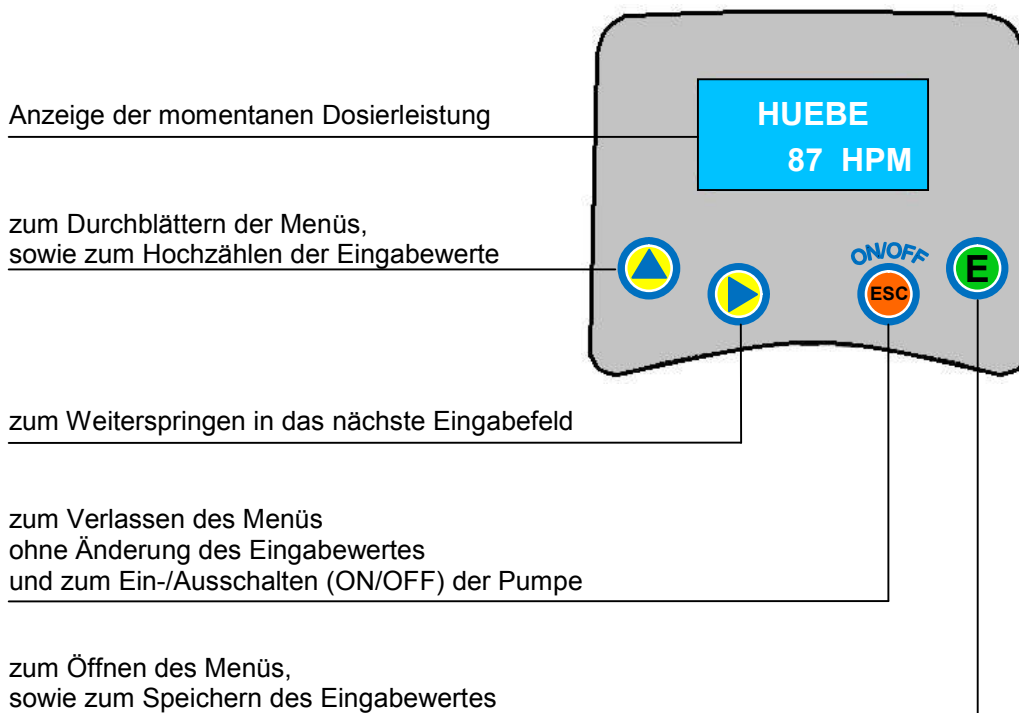 Anzeige der momentanen Dosierleistung
HUEBE
87 HPM
zum Durchblättern der Menüs,
sowie zum Hochzählen der Eingabewerte
ON/OFF
ESC
E
zum Weiterspringen in das nächste Eingabefeld
zum Verlassen des Menüs
ohne Änderung des Eingabewertes
und zum Ein-/Ausschalten (ON/OFF) der Pumpe
zum Öffnen des Menüs,
sowie zum Speichern des Eingabewertes